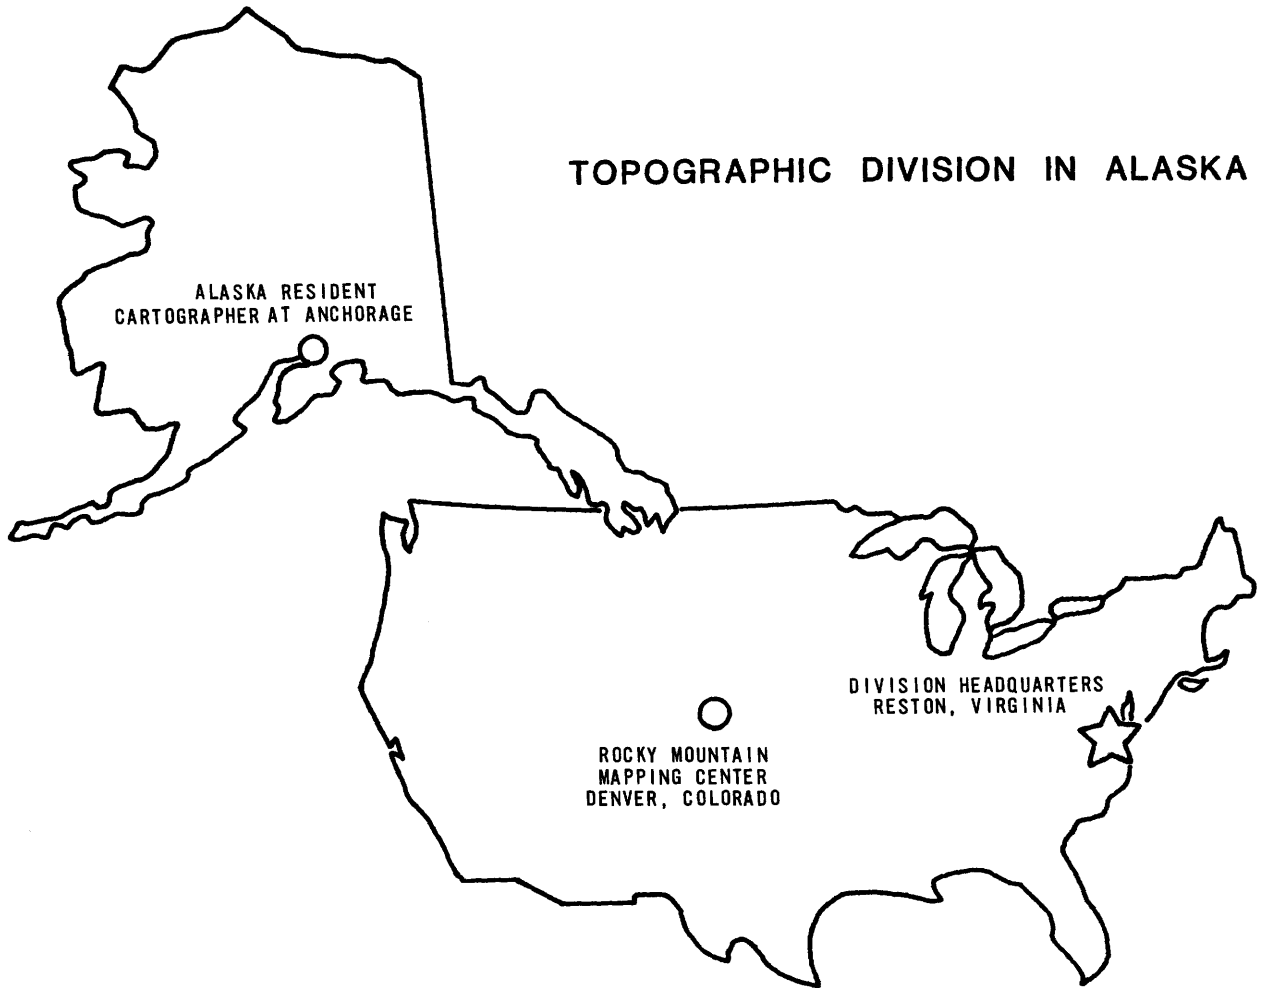 TOPOGRAPHIC DIVISION IN ALASKA
ALASKA RESIDENT
CARTOGRAPHER AT ANCHORAGE
DIVISION HEADQUARTERS
RESTON, VIRGINIA
ROCKY MOUNTAIN
MAPPING CENTER
DENVER, COLORADO